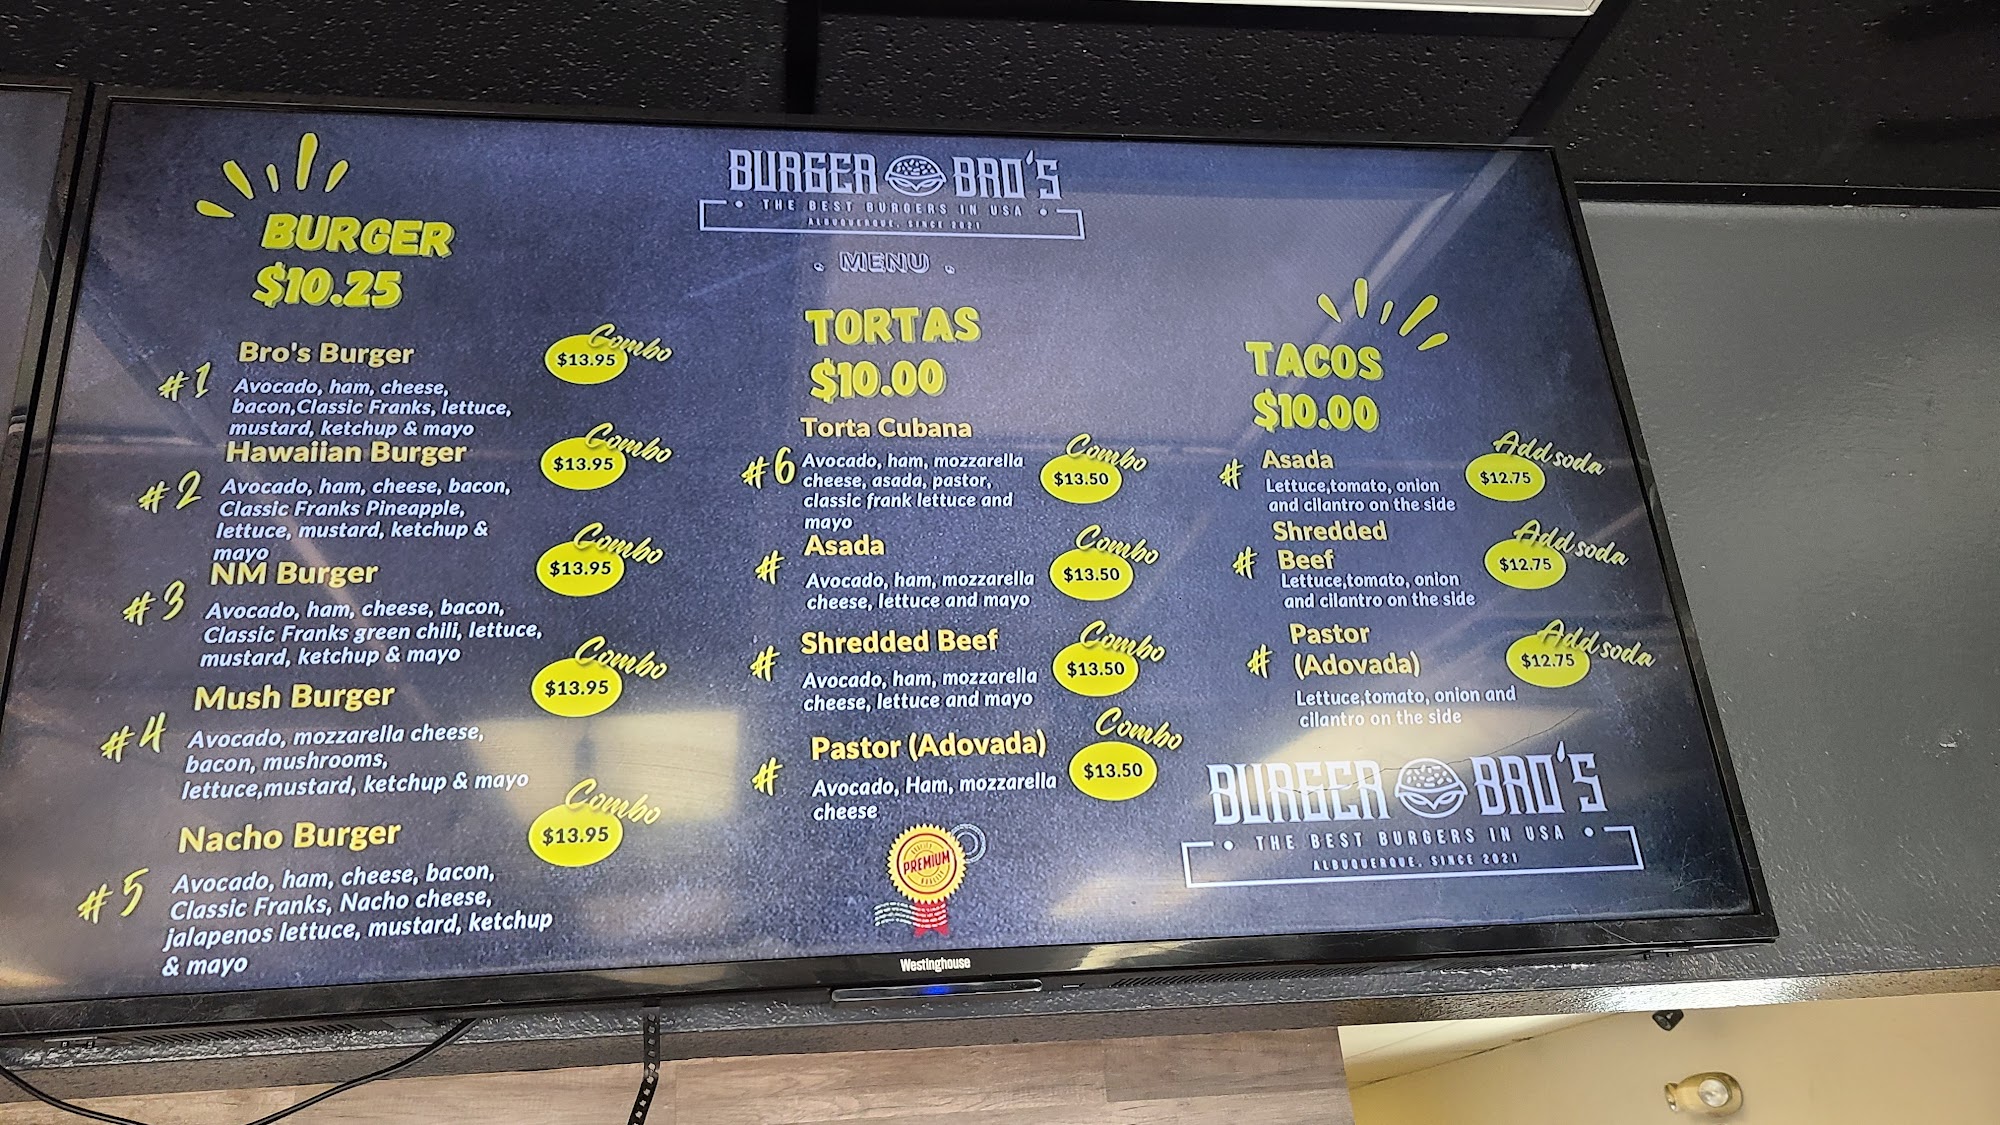 BURGER BRO'S
• THE BEST BURGERS IN USA •
ALBUQUERQUE, SINCE 2021
. MENU .
BURGER
$10.25
#1
Bro's Burger
Combo
$13.95
Avocado, ham, cheese,
bacon,Classic Franks, lettuce,
mustard, ketchup & mayo
#2
Hawaiian Burger
Combo
$13.95
Avocado, ham, cheese, bacon,
Classic Franks Pineapple,
lettuce, mustard, ketchup &
mayo
#3
NM Burger
Combo
$13.95
Avocado, ham, cheese, bacon,
Classic Franks green chili, lettuce,
mustard, ketchup & mayo
#4
Mush Burger
Combo
$13.95
Avocado, mozzarella cheese,
bacon, mushrooms,
lettuce,mustard, ketchup & mayo
#5
Nacho Burger
Combo
$13.95
Avocado, ham, cheese, bacon,
Classic Franks, Nacho cheese,
jalapenos lettuce, mustard, ketchup
& mayo
TORTAS
$10.00
#6
Torta Cubana
Combo
$13.50
Avocado, ham, mozzarella
cheese, asada, pastor,
classic frank lettuce and
mayo
#
Asada
Combo
$13.50
Avocado, ham, mozzarella
cheese, lettuce and mayo
#
Shredded Beef
Combo
$13.50
Avocado, ham, mozzarella
cheese, lettuce and mayo
#
Pastor (Adovada)
Combo
$13.50
Avocado, Ham, mozzarella
cheese
PREMIUM
TACOS
$10.00
#
Asada
Add soda
$12.75
Lettuce,tomato, onion
and cilantro on the side
#
Shredded
Beef
Add soda
$12.75
Lettuce,tomato, onion
and cilantro on the side
#
Pastor
(Adovada)
Add soda
$12.75
Lettuce,tomato, onion and
cilantro on the side
BURGER BRO'S
• THE BEST BURGERS IN USA •
ALBUQUERQUE, SINCE 2021
Westinghouse